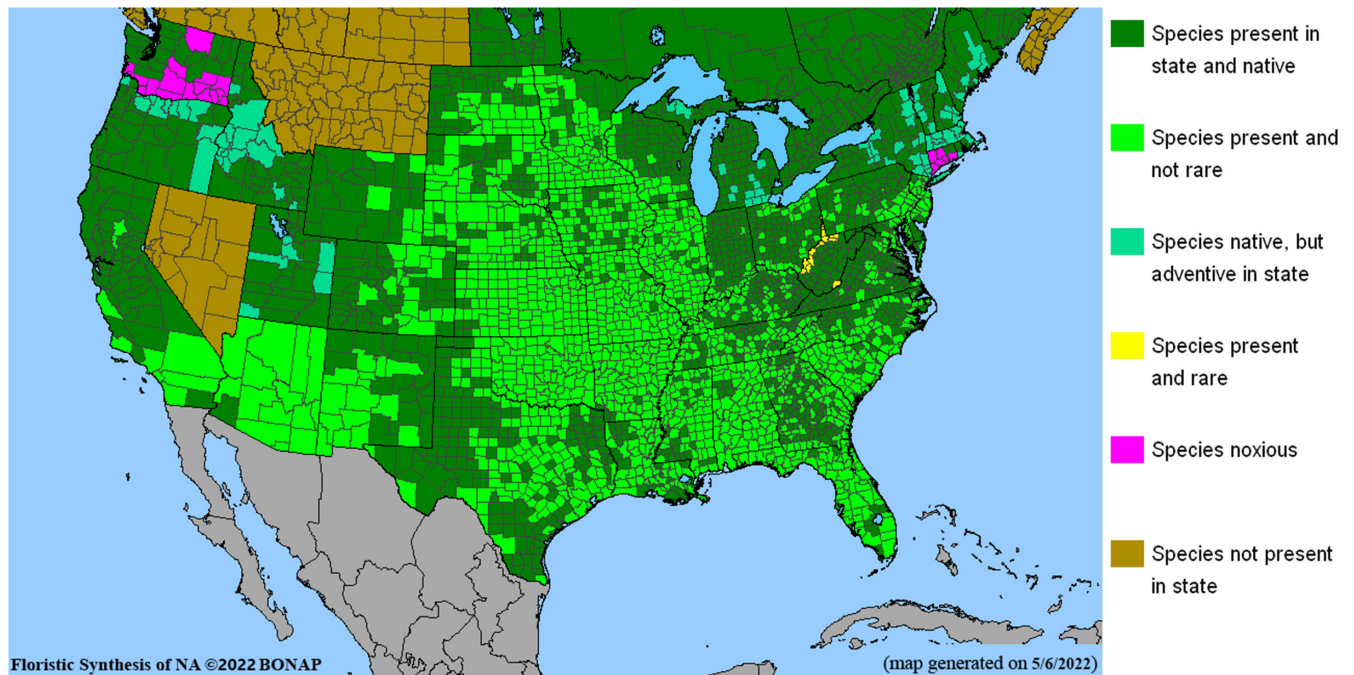 Species present in
state and native
Species present and
not rare
Species native, but
adventive in state
Species present
and rare
Species noxious
Species not present
in state
Floristic Synthesis of NA ©2022 BONAP
(map generated on 5/6/2022)